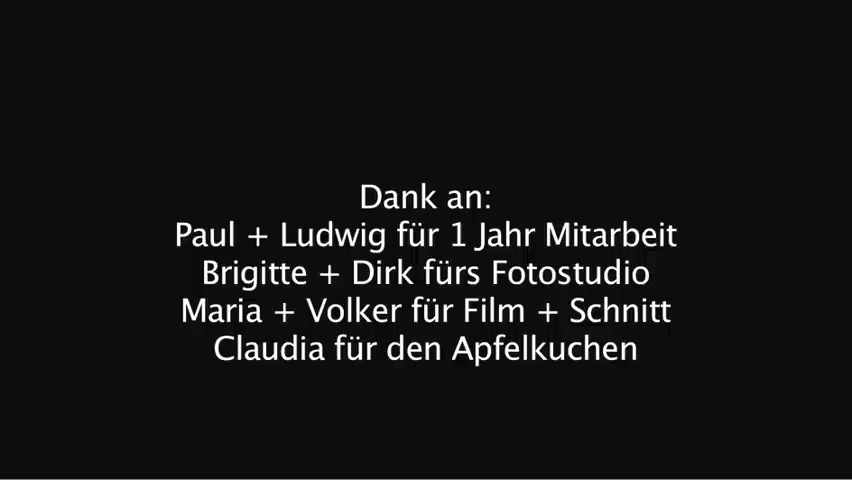 Dank an:
Paul + Ludwig für 1 Jahr Mitarbeit
Brigitte + Dirk fürs Fotostudio
Maria + Volker für Film + Schnitt
Claudia für den Apfelkuchen